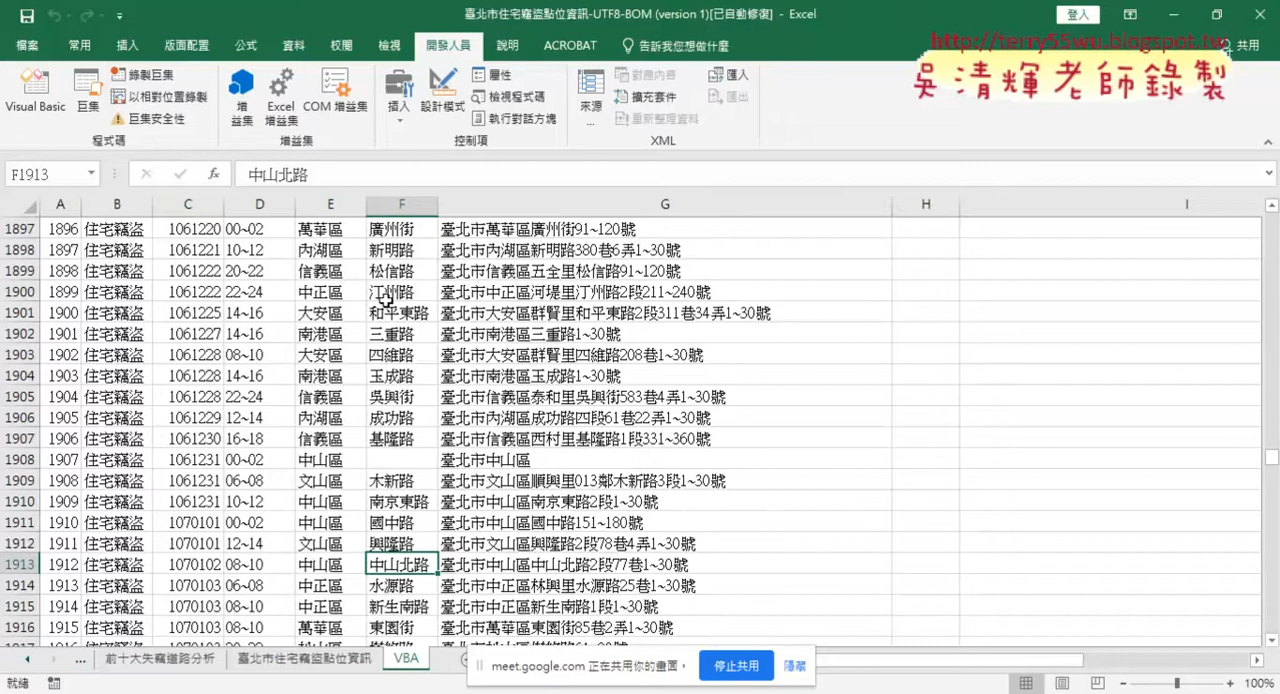 臺北市住宅竊盜點位資訊-UTF8-BOM (version 1)[已自動修復] - Excel
登入
檔案 常用 插入 版面配置 公式 資料 校閱 檢視 開發人員 說明 ACROBAT 告訴我您想做什麼 共用
http://terry55wu.blogspot.tw
吳清輝老師錄製
Visual Basic 巨集 錄製巨集 以相對位置錄製 巨集安全性 程式碼
增益集 Excel 增益集 COM 增益集 增益集
插入 設計模式 屬性 檢視程式碼 執行對話方塊 控制項
來源 ... 對應內容 擴充套件 重新整理資料 匯入 匯出 XML
F1913 fx 中山北路
A B C D E F G H I
1897 1896 住宅竊盜 1061220 00~02 萬華區 廣州街 臺北市萬華區廣州街91~120號
1898 1897 住宅竊盜 1061221 10~12 內湖區 新明路 臺北市內湖區新明路380巷6弄1~30號
1899 1898 住宅竊盜 1061222 20~22 信義區 松信路 臺北市信義區五全里松信路91~120號
1900 1899 住宅竊盜 1061222 22~24 中正區 汀州路 臺北市中正區河堤里汀州路2段211~240號
1901 1900 住宅竊盜 1061225 14~16 大安區 和平東路 臺北市大安區群賢里和平東路2段311巷34弄1~30號
1902 1901 住宅竊盜 1061227 14~16 南港區 三重路 臺北市南港區三重路1~30號
1903 1902 住宅竊盜 1061228 08~10 大安區 四維路 臺北市大安區群賢里四維路208巷1~30號
1904 1903 住宅竊盜 1061228 14~16 南港區 玉成路 臺北市南港區玉成路1~30號
1905 1904 住宅竊盜 1061228 22~24 信義區 吳興街 臺北市信義區泰和里吳興街583巷4弄1~30號
1906 1905 住宅竊盜 1061229 12~14 內湖區 成功路 臺北市內湖區成功路四段61巷22弄1~30號
1907 1906 住宅竊盜 1061230 16~18 信義區 基隆路 臺北市信義區西村里基隆路1段331~360號
1908 1907 住宅竊盜 1061231 00~02 中山區 臺北市中山區
1909 1908 住宅竊盜 1061231 06~08 文山區 木新路 臺北市文山區順興里013鄰木新路3段1~30號
1910 1909 住宅竊盜 1061231 10~12 中山區 南京東路 臺北市中山區南京東路2段1~30號
1911 1910 住宅竊盜 1070101 00~02 中山區 國中路 臺北市中山區國中路151~180號
1912 1911 住宅竊盜 1070101 12~14 文山區 興隆路 臺北市文山區興隆路2段78巷4弄1~30號
1913 1912 住宅竊盜 1070102 08~10 中山區 中山北路 臺北市中山區中山北路2段77巷1~30號
1914 1913 住宅竊盜 1070103 06~08 中正區 水源路 臺北市中正區林興里水源路25巷1~30號
1915 1914 住宅竊盜 1070103 08~10 中正區 新生南路 臺北市中正區新生南路1段1~30號
1916 1915 住宅竊盜 1070103 08~10 萬華區 東園街 臺北市萬華區東園街85巷2弄1~30號
... 前十大失竊道路分析 臺北市住宅竊盜點位資訊 VBA
meet.google.com 正在共用你的畫面。 停止共用 隱藏
就緒 100%